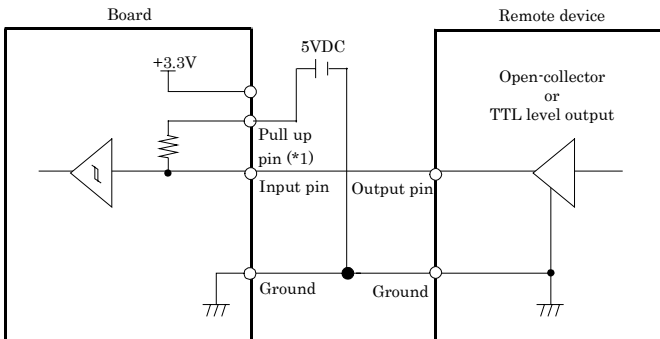 Board
Remote device
5VDC
+3.3V
Open-collector
or
TTL level output
Pull up
pin (*1)
Input pin
Output pin
Ground
Ground